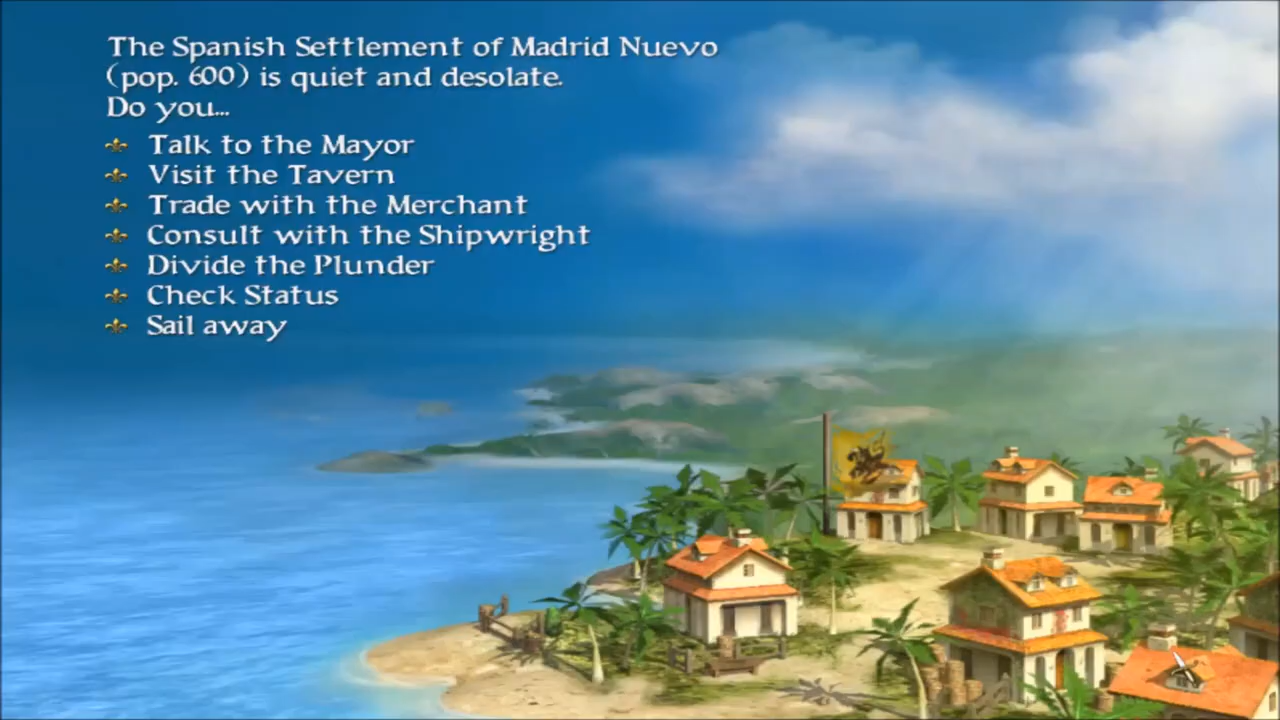 The Spanish Settlement of Madrid Nuevo
(pop. 600) is quiet and desolate.
Do you...
Talk to the Mayor
Visit the Tavern
Trade with the Merchant
Consult with the Shipwright
Divide the Plunder
Check Status
Sail away